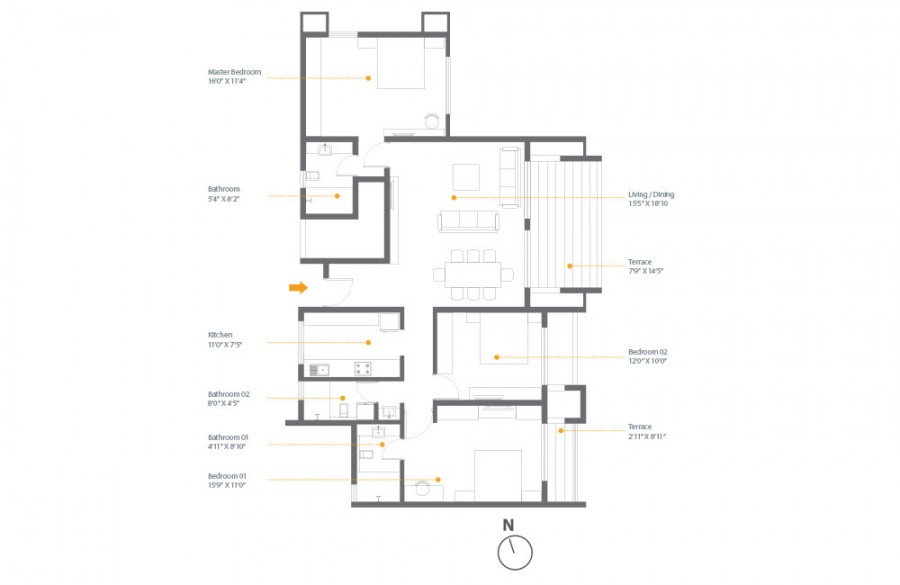 Master Bedroom
16'0" X 11'4"
Bathroom
5'4" X 8'2"
Living / Dining
15'5" X 18'10
Terrace
7'9" X 14'5"
Kitchen
11'0" X 7'5"
Bedroom 02
12'0" X 10'0"
Bathroom 02
8'0" X 4'5"
Terrace
2'11" X 8'11"
Bathroom 01
4'11" X 8'10"
Bedroom 01
15'9" X 11'0"
N